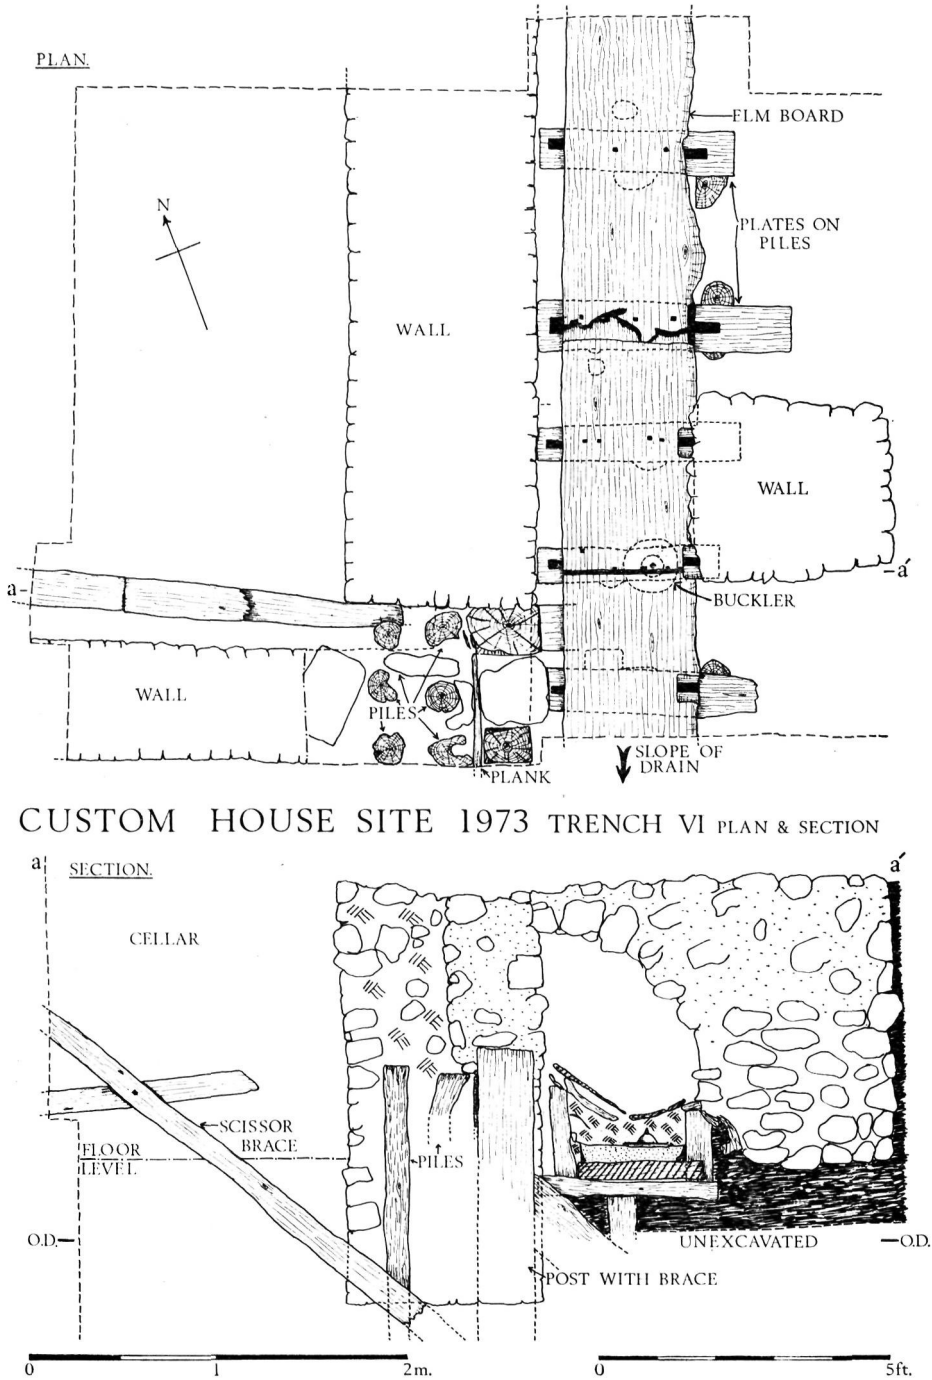 PLAN.
ELM BOARD
N
PLATES ON
PILES
WALL
WALL
a
a′
BUCKLER
WALL
PILES
SLOPE OF
DRAIN
PLANK
CUSTOM HOUSE SITE 1973 TRENCH VI PLAN & SECTION
a
SECTION.
a′
CELLAR
SCISSOR
BRACE
FLOOR
LEVEL
PILES
O.D.
UNEXCAVATED
O.D.
POST WITH BRACE
0 1 2m. 0 5ft.